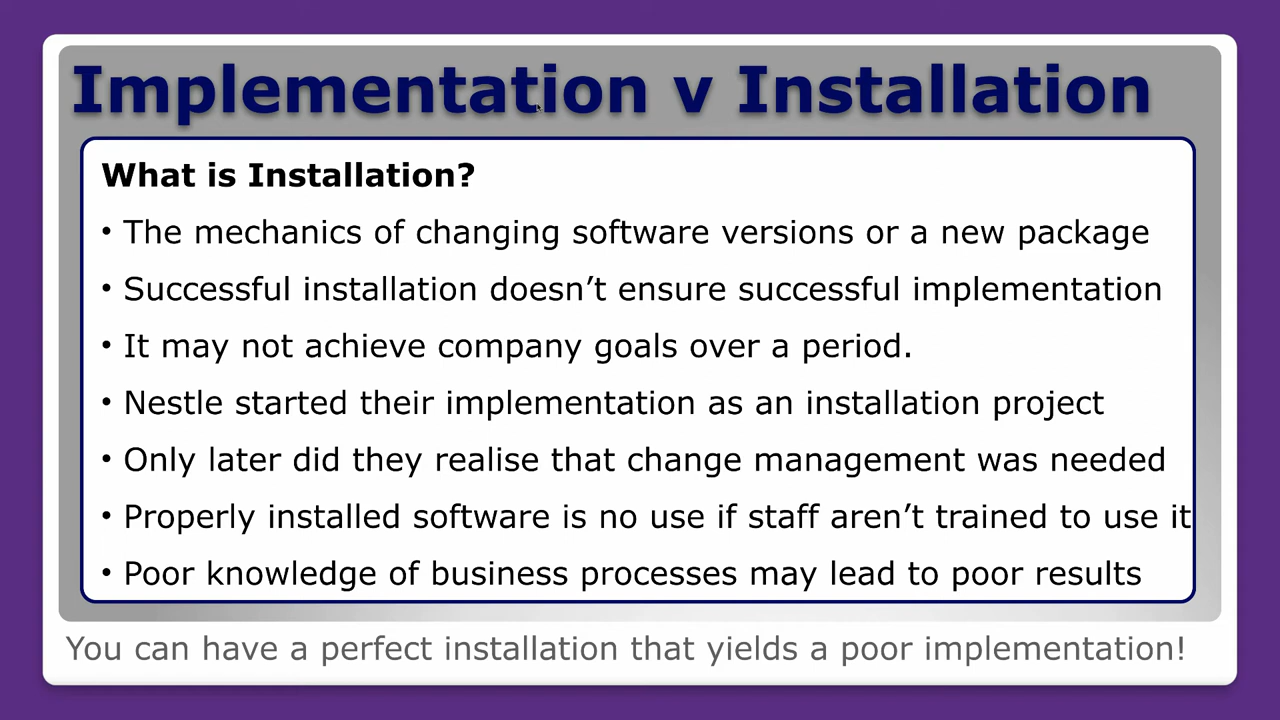 Implementation v Installation
What is Installation?
• The mechanics of changing software versions or a new package
• Successful installation doesn’t ensure successful implementation
• It may not achieve company goals over a period.
• Nestle started their implementation as an installation project
• Only later did they realise that change management was needed
• Properly installed software is no use if staff aren’t trained to use it
• Poor knowledge of business processes may lead to poor results
You can have a perfect installation that yields a poor implementation!